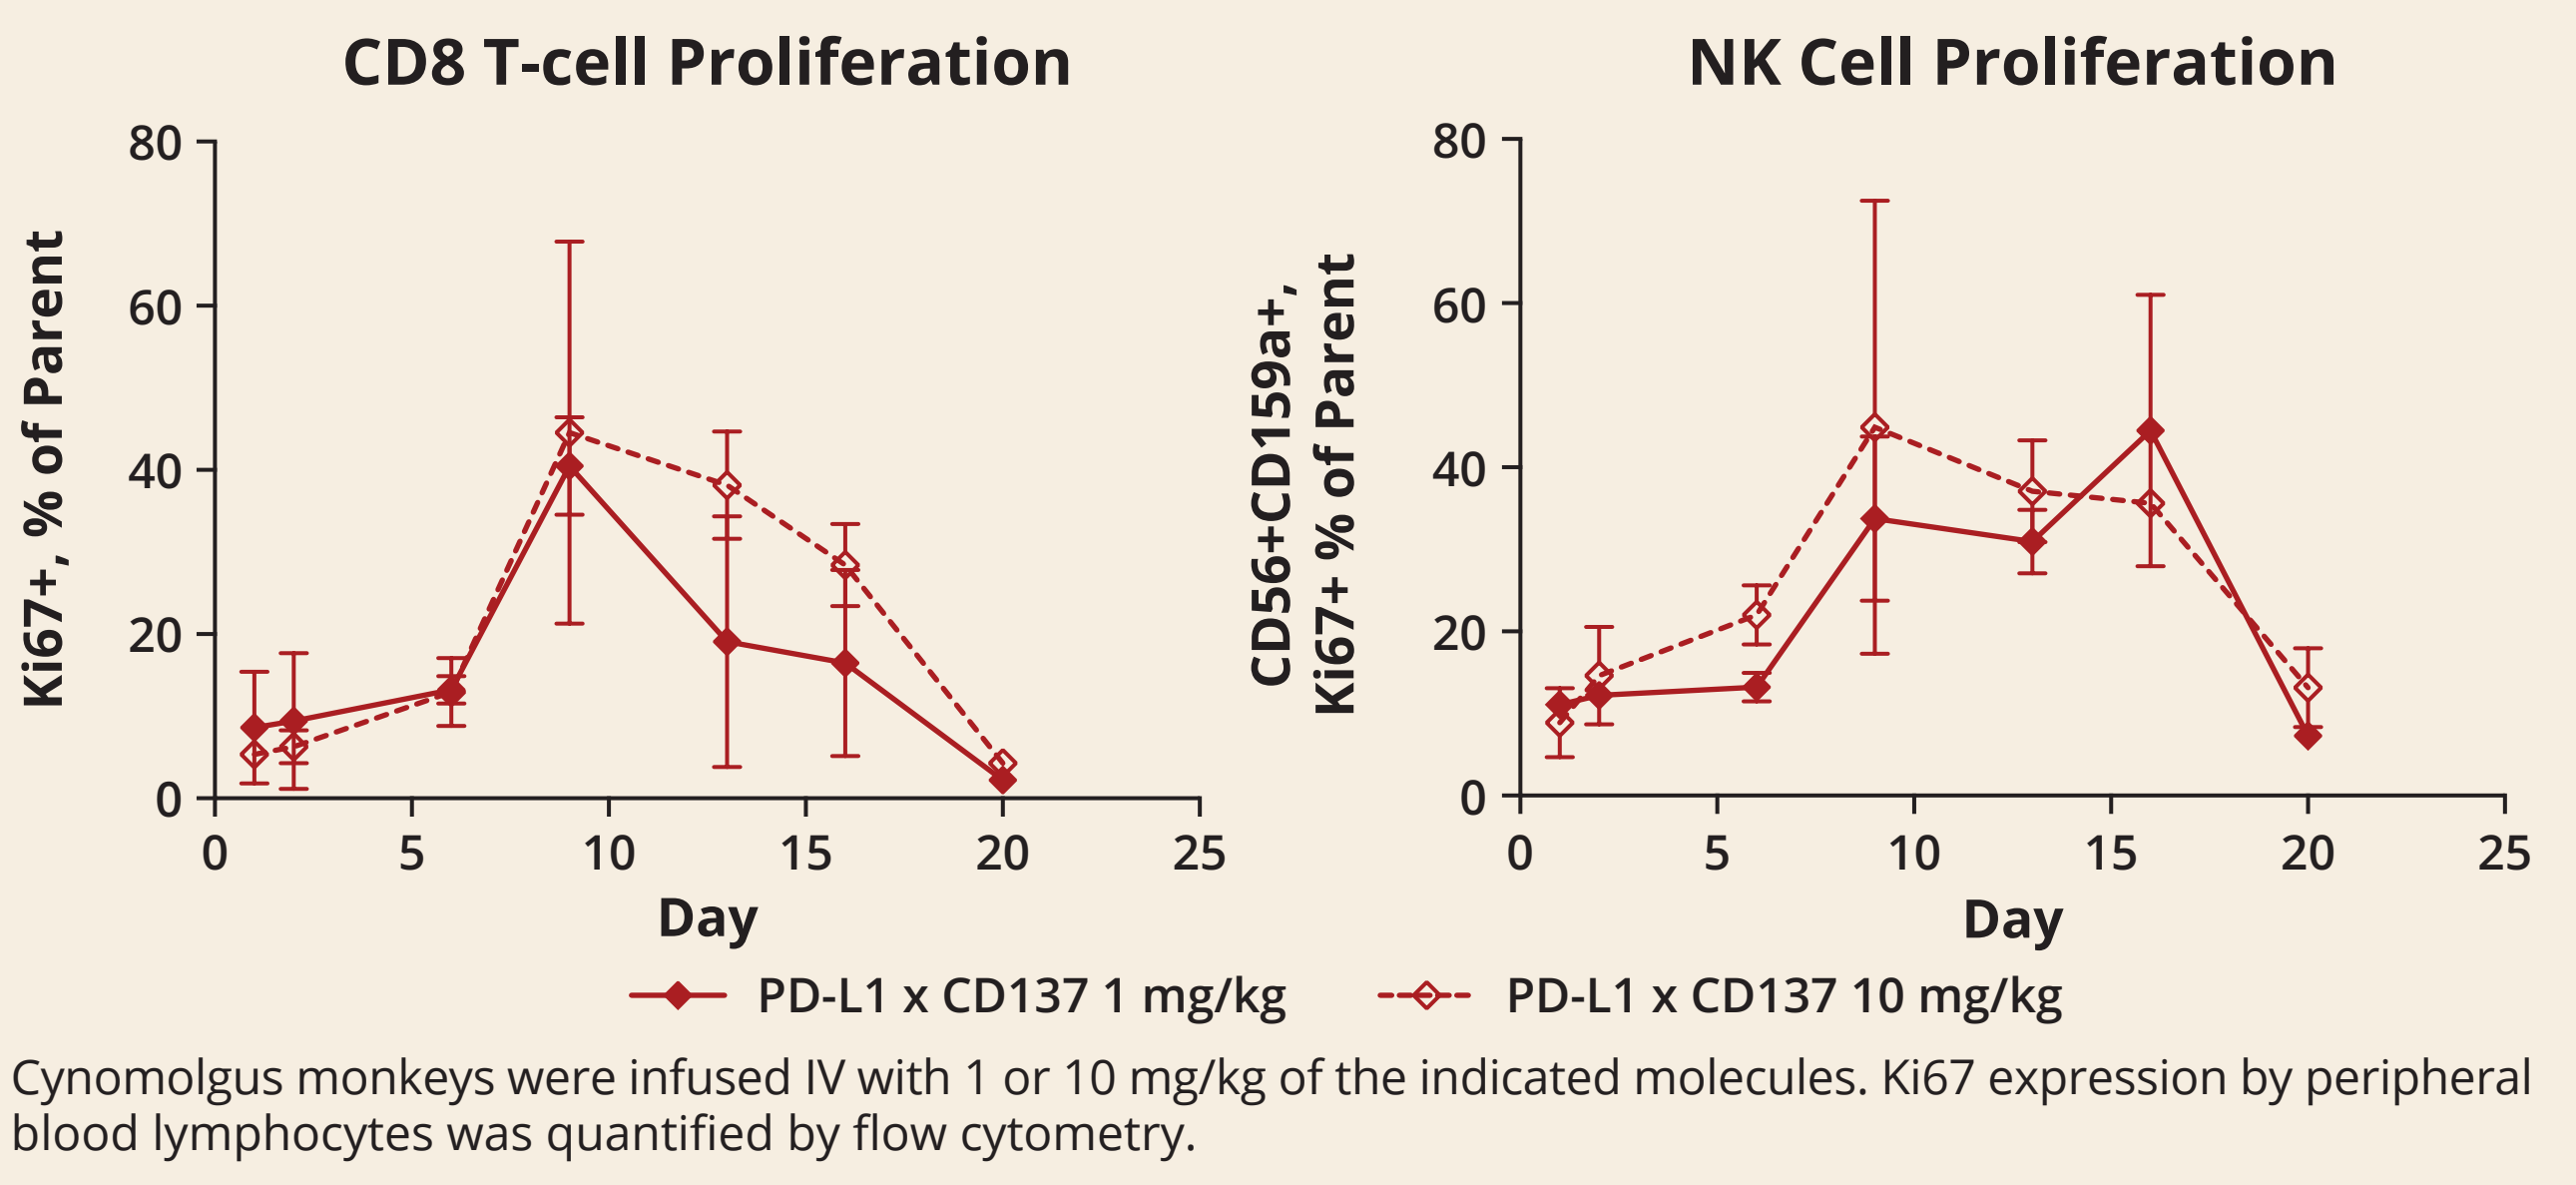 CD8 T-cell Proliferation
Ki67+, % of Parent
80
60
40
20
0
0 5 10 15 20 25
Day
NK Cell Proliferation
CD56+CD159a+,
Ki67+ % of Parent
80
60
40
20
0
0 5 10 15 20 25
Day
PD-L1 x CD137 1 mg/kg
PD-L1 x CD137 10 mg/kg
Cynomolgus monkeys were infused IV with 1 or 10 mg/kg of the indicated molecules. Ki67 expression by peripheral
blood lymphocytes was quantified by flow cytometry.